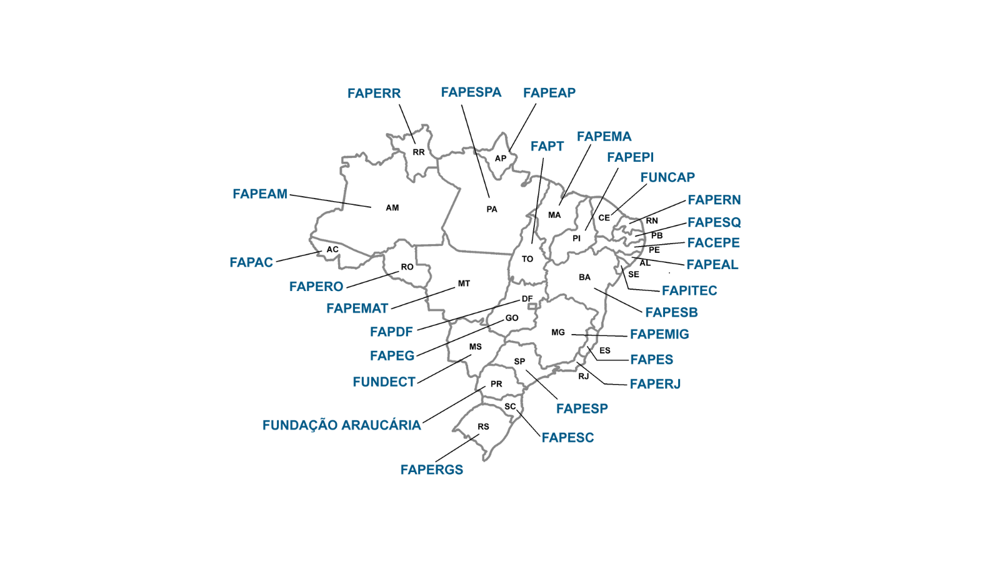 FAPERR
FAPESPA
FAPEAP
FAPEMA
FAPT
FAPEPI
FUNCAP
FAPEAM
FAPERN
FAPESQ
FACEPE
FAPEAL
FAPAC
FAPERO
FAPITEC
FAPEMAT
FAPESB
FAPDF
FAPEMIG
FAPEG
FAPES
FUNDECT
FAPERJ
FAPESP
FUNDAÇÃO ARAUCÁRIA
FAPESC
FAPERGS
RR
AP
AM
PA
MA
CE
RN
PB
PI
AC
PE
TO
AL
RO
SE
BA
MT
DF
GO
MG
MS
ES
SP
RJ
PR
SC
RS